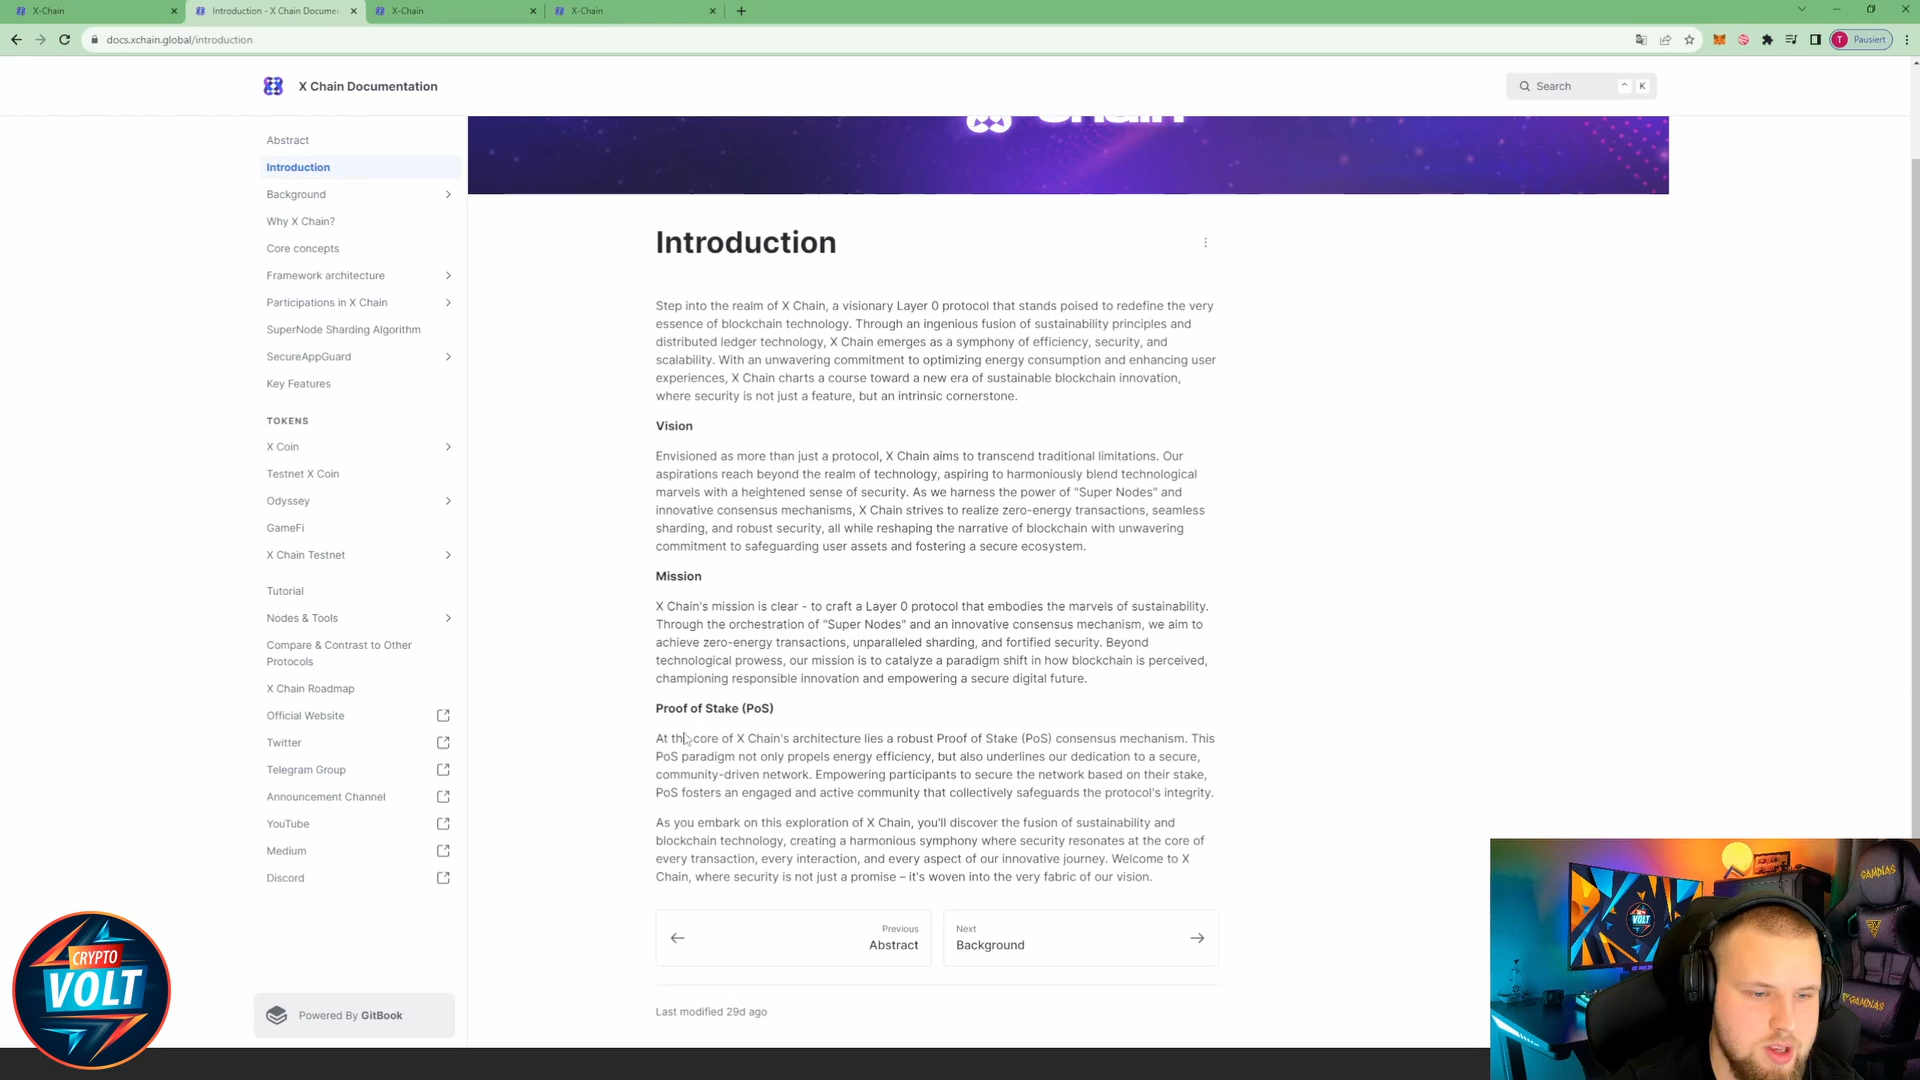 X-Chain
Introduction - X Chain Documen
X-Chain
X-Chain
docs.xchain.global/introduction
T
Pausiert
X Chain Documentation
Search
^
K
Chain
Abstract
Introduction
Background
Why X Chain?
Core concepts
Framework architecture
Participations in X Chain
SuperNode Sharding Algorithm
SecureAppGuard
Key Features
TOKENS
X Coin
Testnet X Coin
Odyssey
GameFi
X Chain Testnet
Tutorial
Nodes & Tools
Compare & Contrast to Other
Protocols
X Chain Roadmap
Official Website
Twitter
Telegram Group
Announcement Channel
YouTube
Medium
Discord
Powered By GitBook
Introduction
Step into the realm of X Chain, a visionary Layer 0 protocol that stands poised to redefine the very
essence of blockchain technology. Through an ingenious fusion of sustainability principles and
distributed ledger technology, X Chain emerges as a symphony of efficiency, security, and
scalability. With an unwavering commitment to optimizing energy consumption and enhancing user
experiences, X Chain charts a course toward a new era of sustainable blockchain innovation,
where security is not just a feature, but an intrinsic cornerstone.
Vision
Envisioned as more than just a protocol, X Chain aims to transcend traditional limitations. Our
aspirations reach beyond the realm of technology, aspiring to harmoniously blend technological
marvels with a heightened sense of security. As we harness the power of "Super Nodes" and
innovative consensus mechanisms, X Chain strives to realize zero-energy transactions, seamless
sharding, and robust security, all while reshaping the narrative of blockchain with unwavering
commitment to safeguarding user assets and fostering a secure ecosystem.
Mission
X Chain's mission is clear - to craft a Layer 0 protocol that embodies the marvels of sustainability.
Through the orchestration of "Super Nodes" and an innovative consensus mechanism, we aim to
achieve zero-energy transactions, unparalleled sharding, and fortified security. Beyond
technological prowess, our mission is to catalyze a paradigm shift in how blockchain is perceived,
championing responsible innovation and empowering a secure digital future.
Proof of Stake (PoS)
At the core of X Chain's architecture lies a robust Proof of Stake (PoS) consensus mechanism. This
PoS paradigm not only propels energy efficiency, but also underlines our dedication to a secure,
community-driven network. Empowering participants to secure the network based on their stake,
PoS fosters an engaged and active community that collectively safeguards the protocol's integrity.
As you embark on this exploration of X Chain, you'll discover the fusion of sustainability and
blockchain technology, creating a harmonious symphony where security resonates at the core of
every transaction, every interaction, and every aspect of our innovative journey. Welcome to X
Chain, where security is not just a promise – it's woven into the very fabric of our vision.
Previous
Abstract
Next
Background
Last modified 29d ago
CRYPTO
VOLT
VOLT
GAMDIAS
GAMDIAS